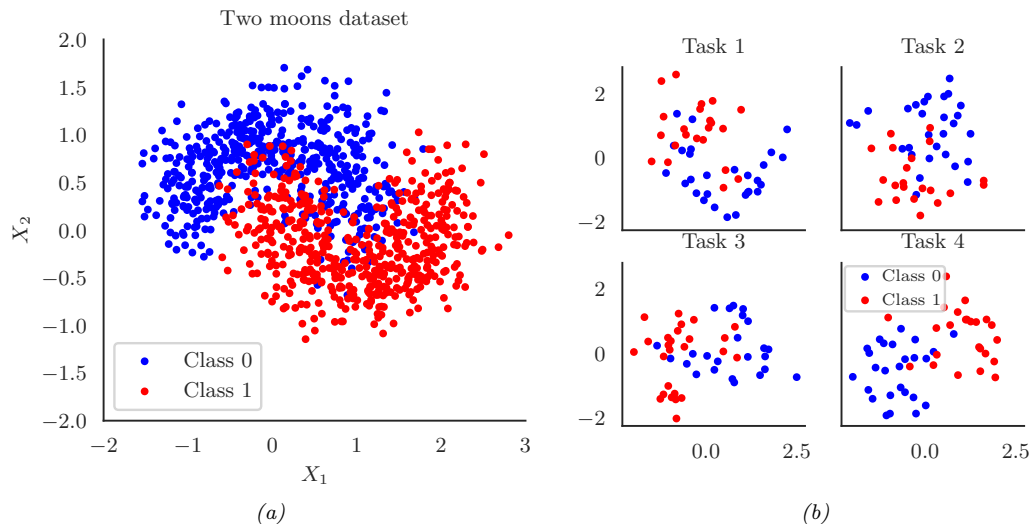 Two moons dataset
2.0
1.5
1.0
0.5
0.0
−0.5
−1.0
−1.5
−2.0
X2
Class 0
Class 1
−2
−1
0
1
2
3
X1
(a)
Task 1
Task 2
2
0
−2
Task 3
Task 4
2
0
−2
Class 0
Class 1
0.0
2.5
0.0
2.5
(b)